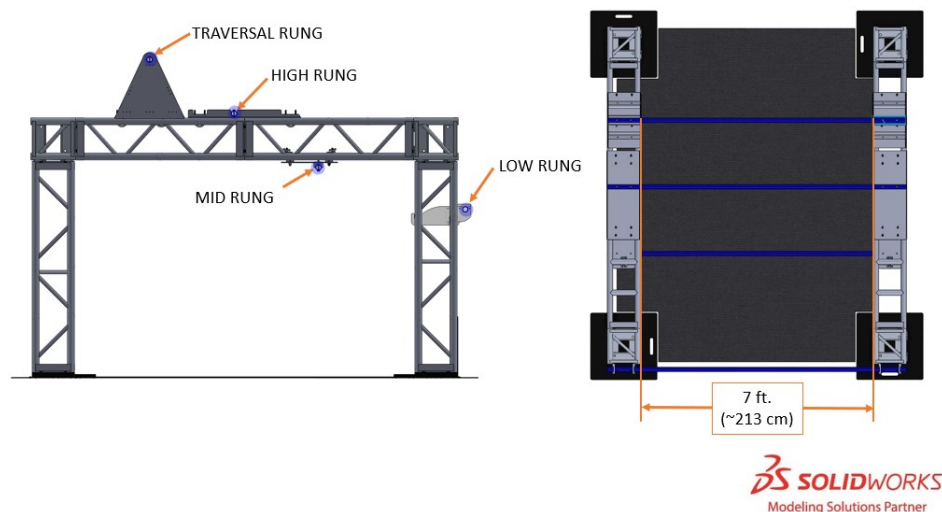 TRAVERSAL RUNG
HIGH RUNG
MID RUNG
LOW RUNG
7 ft.
(~213 cm)
SOLIDWORKS
Modeling Solutions Partner